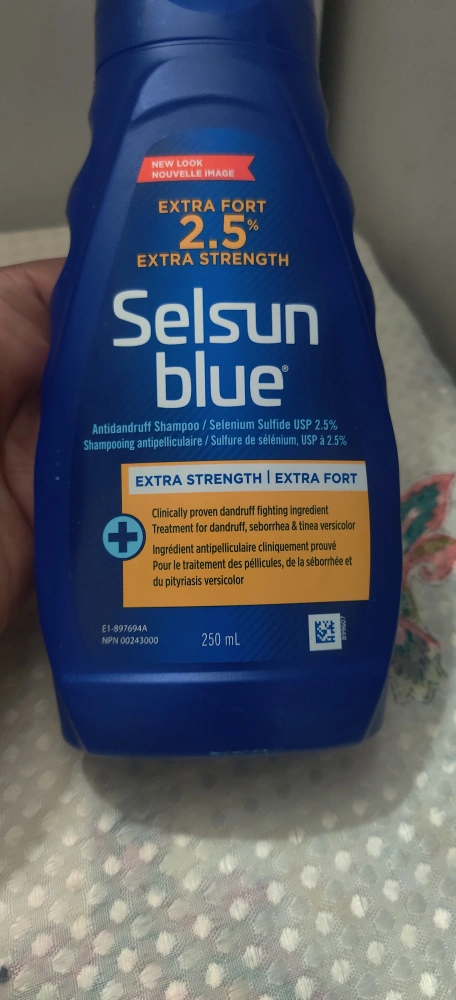 NEW LOOK
NOUVELLE IMAGE
EXTRA FORT
2.5%
EXTRA STRENGTH
Selsun
blue®
Antidandruff Shampoo / Selenium Sulfide USP 2.5%
Shampooing antipelliculaire / Sulfure de sélénium, USP à 2.5%
EXTRA STRENGTH | EXTRA FORT
Clinically proven dandruff fighting ingredient
Treatment for dandruff, seborrhea & tinea versicolor
Ingrédient antipelliculaire cliniquement prouvé
Pour le traitement des péllicules, de la séborrhée et
du pityriasis versicolor
E1-897694A
NPN 00243000
250 mL